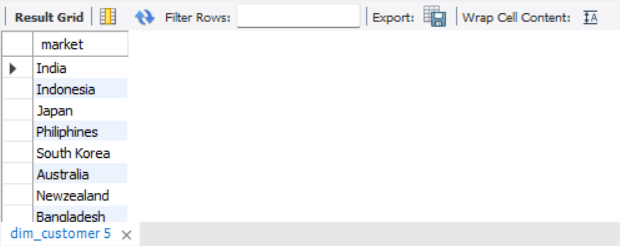 Result Grid Filter Rows: Export: Wrap Cell Content: IA
market
India
Indonesia
Japan
Philiphines
South Korea
Australia
Newzealand
Bangladesh
dim_customer 5 ×